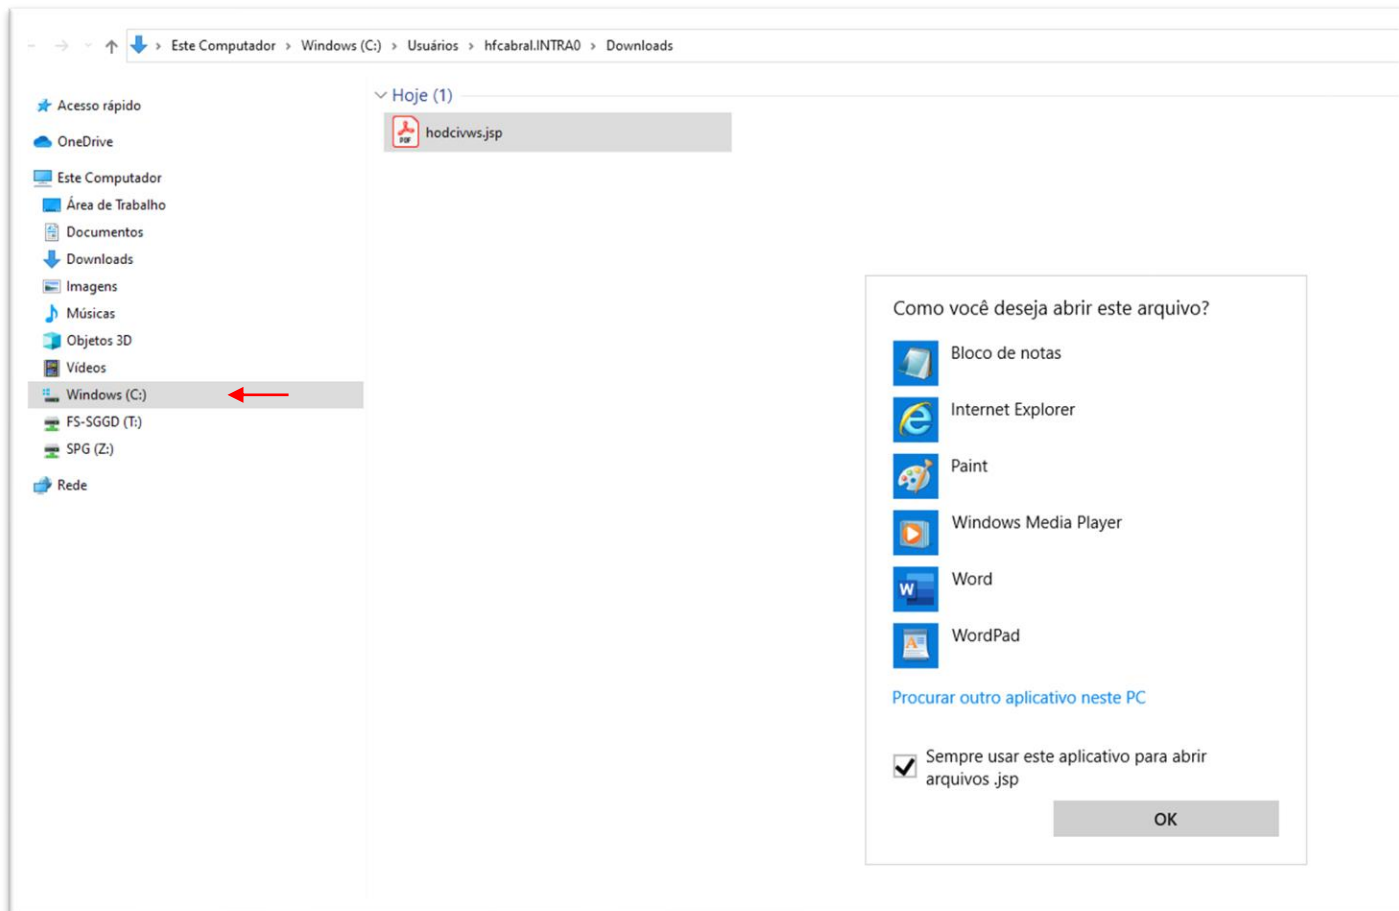 Este Computador > Windows (C:) > Usuários > hfcabral.INTRA0 > Downloads
Acesso rápido
OneDrive
Este Computador
Área de Trabalho
Documentos
Downloads
Imagens
Músicas
Objetos 3D
Vídeos
Windows (C:)
FS-SGGD (T:)
SPG (Z:)
Rede
Hoje (1)
PDF
hodcivws.jsp
Como você deseja abrir este arquivo?
Bloco de notas
Internet Explorer
Paint
Windows Media Player
Word
WordPad
Procurar outro aplicativo neste PC
Sempre usar este aplicativo para abrir
arquivos .jsp
OK